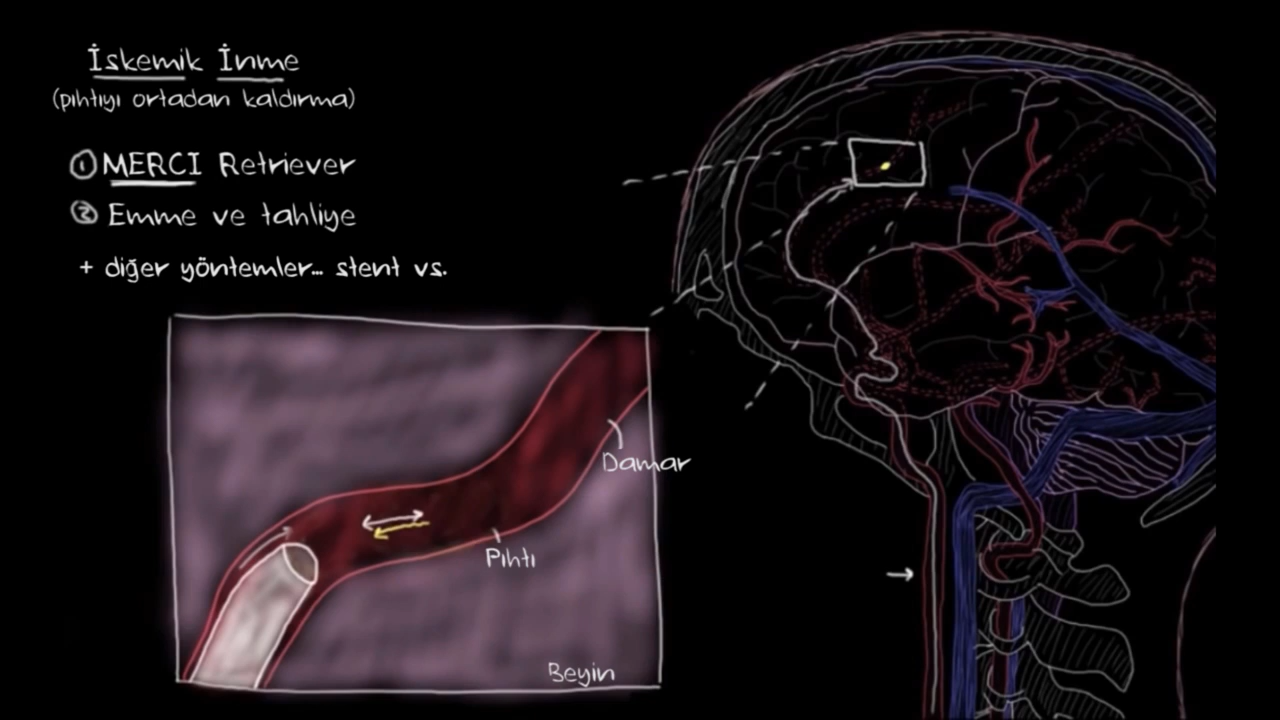 İskemik İnme
(pıhtıyı ortadan kaldırma)
① MERCI Retriever
② Emme ve tahliye
+ diğer yöntemler... stent vs.
Damar
Pıhtı
Beyin